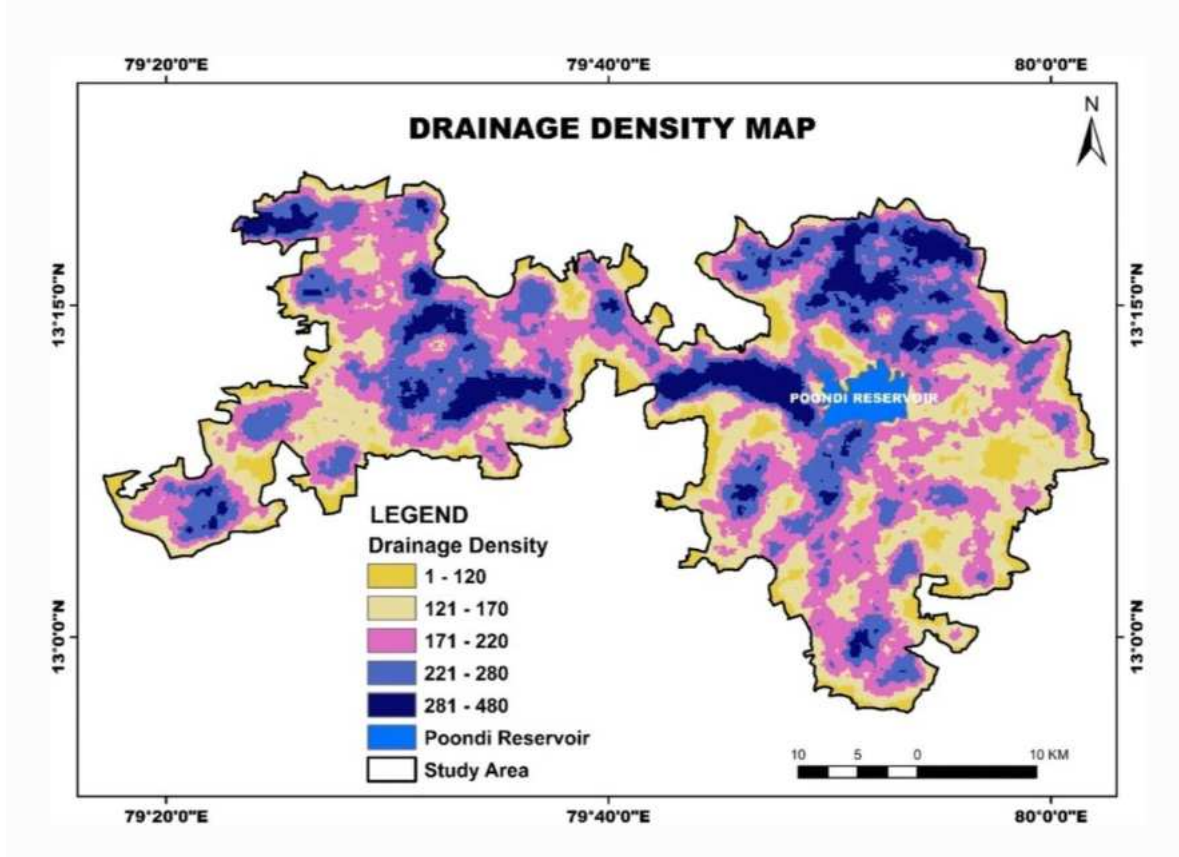 79°20'0"E 79°40'0"E 80°0'0"E
DRAINAGE DENSITY MAP
N
13°15'0"N
13°15'0"N
POONDI RESERVOIR
LEGEND
Drainage Density
1 - 120
121 - 170
171 - 220
221 - 280
281 - 480
Poondi Reservoir
Study Area
13°0'0"N
13°0'0"N
10 5 0 10 KM
79°20'0"E 79°40'0"E 80°0'0"E